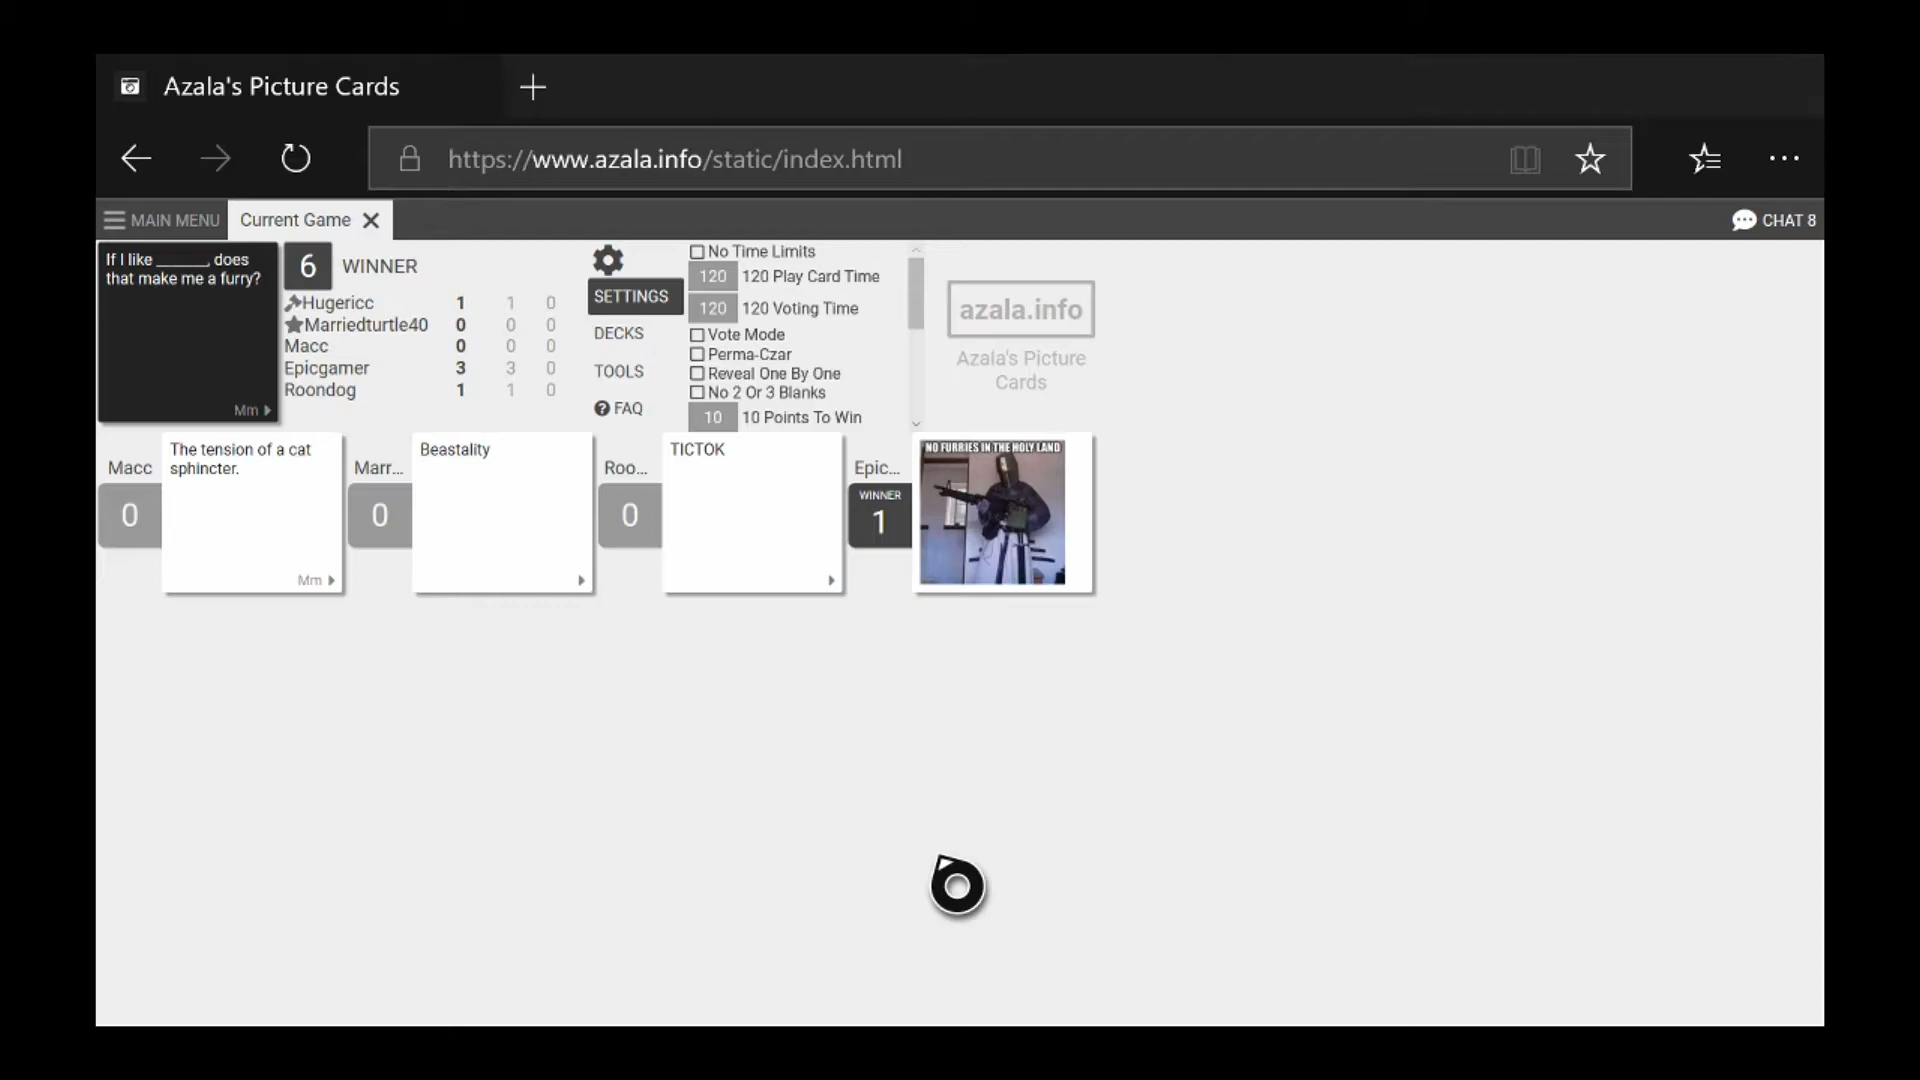 Azala's Picture Cards
https://www.azala.info/static/index.html
MAIN MENU
Current Game
CHAT 8
If I like ______, does
that make me a furry?
Mm
6 WINNER
Hugericc 1 1 0
Marriedturtle40 0 0 0
Macc 0 0 0
Epicgamer 3 3 0
Roondog 1 1 0
SETTINGS
DECKS
TOOLS
FAQ
No Time Limits
120 120 Play Card Time
120 120 Voting Time
Vote Mode
Perma-Czar
Reveal One By One
No 2 Or 3 Blanks
10 10 Points To Win
azala.info
Azala's Picture
Cards
Macc
0
The tension of a cat
sphincter.
Mm
Marr...
0
Beastality
Roo...
0
TICTOK
Epic...
WINNER
1
NO FURRIES IN THE HOLY LAND